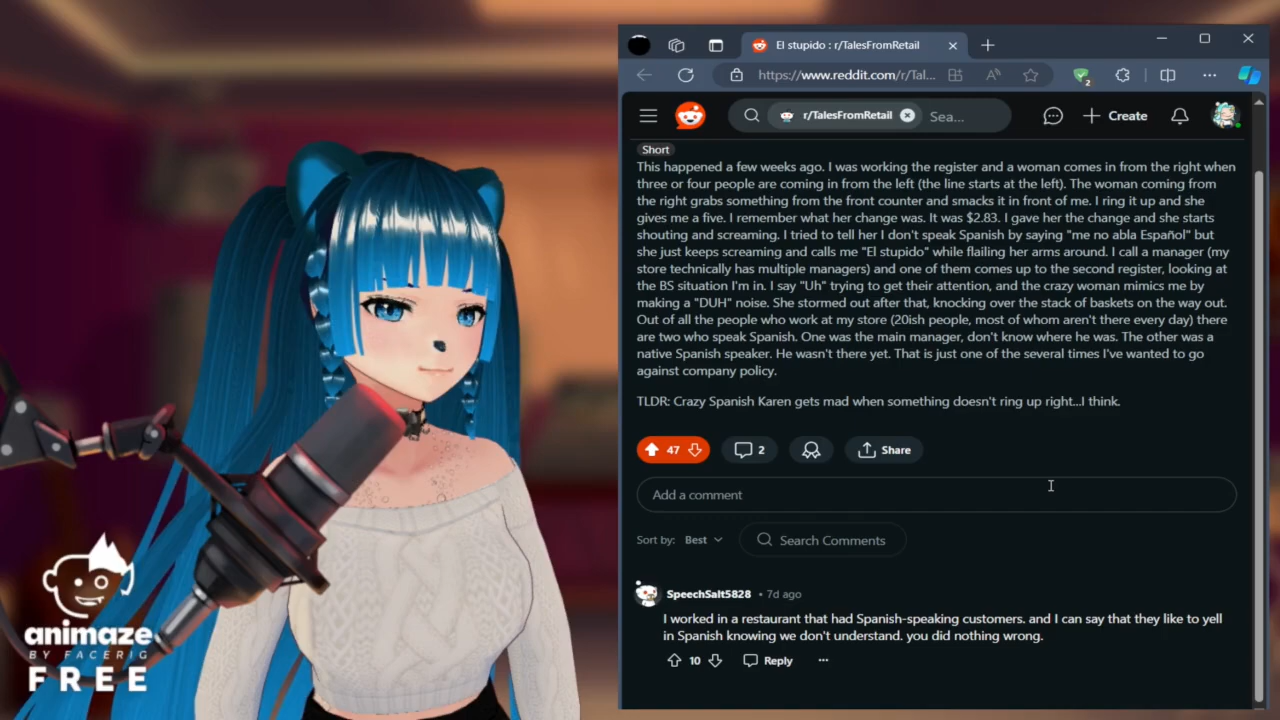 El stupido : r/TalesFromRetail
https://www.reddit.com/r/Tal...
r/TalesFromRetail
Sea...
Create
Short
This happened a few weeks ago. I was working the register and a woman comes in from the right when
three or four people are coming in from the left (the line starts at the left). The woman coming from
the right grabs something from the front counter and smacks it in front of me. I ring it up and she
gives me a five. I remember what her change was. It was $2.83. I gave her the change and she starts
shouting and screaming. I tried to tell her I don't speak Spanish by saying "me no abla Español" but
she just keeps screaming and calls me "El stupido" while flailing her arms around. I call a manager (my
store technically has multiple managers) and one of them comes up to the second register, looking at
the BS situation I'm in. I say "Uh" trying to get their attention, and the crazy woman mimics me by
making a "DUH" noise. She stormed out after that, knocking over the stack of baskets on the way out.
Out of all the people who work at my store (20ish people, most of whom aren't there every day) there
are two who speak Spanish. One was the main manager, don't know where he was. The other was a
native Spanish speaker. He wasn't there yet. That is just one of the several times I've wanted to go
against company policy.
TLDR: Crazy Spanish Karen gets mad when something doesn't ring up right...I think.
47
2
Share
Add a comment
Sort by: Best
Search Comments
SpeechSalt5828 • 7d ago
I worked in a restaurant that had Spanish-speaking customers. and I can say that they like to yell
in Spanish knowing we don't understand. you did nothing wrong.
10
Reply
animaze
BY FACERIG
FREE